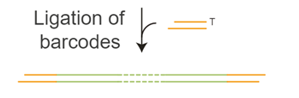 Ligation of
barcodes
T